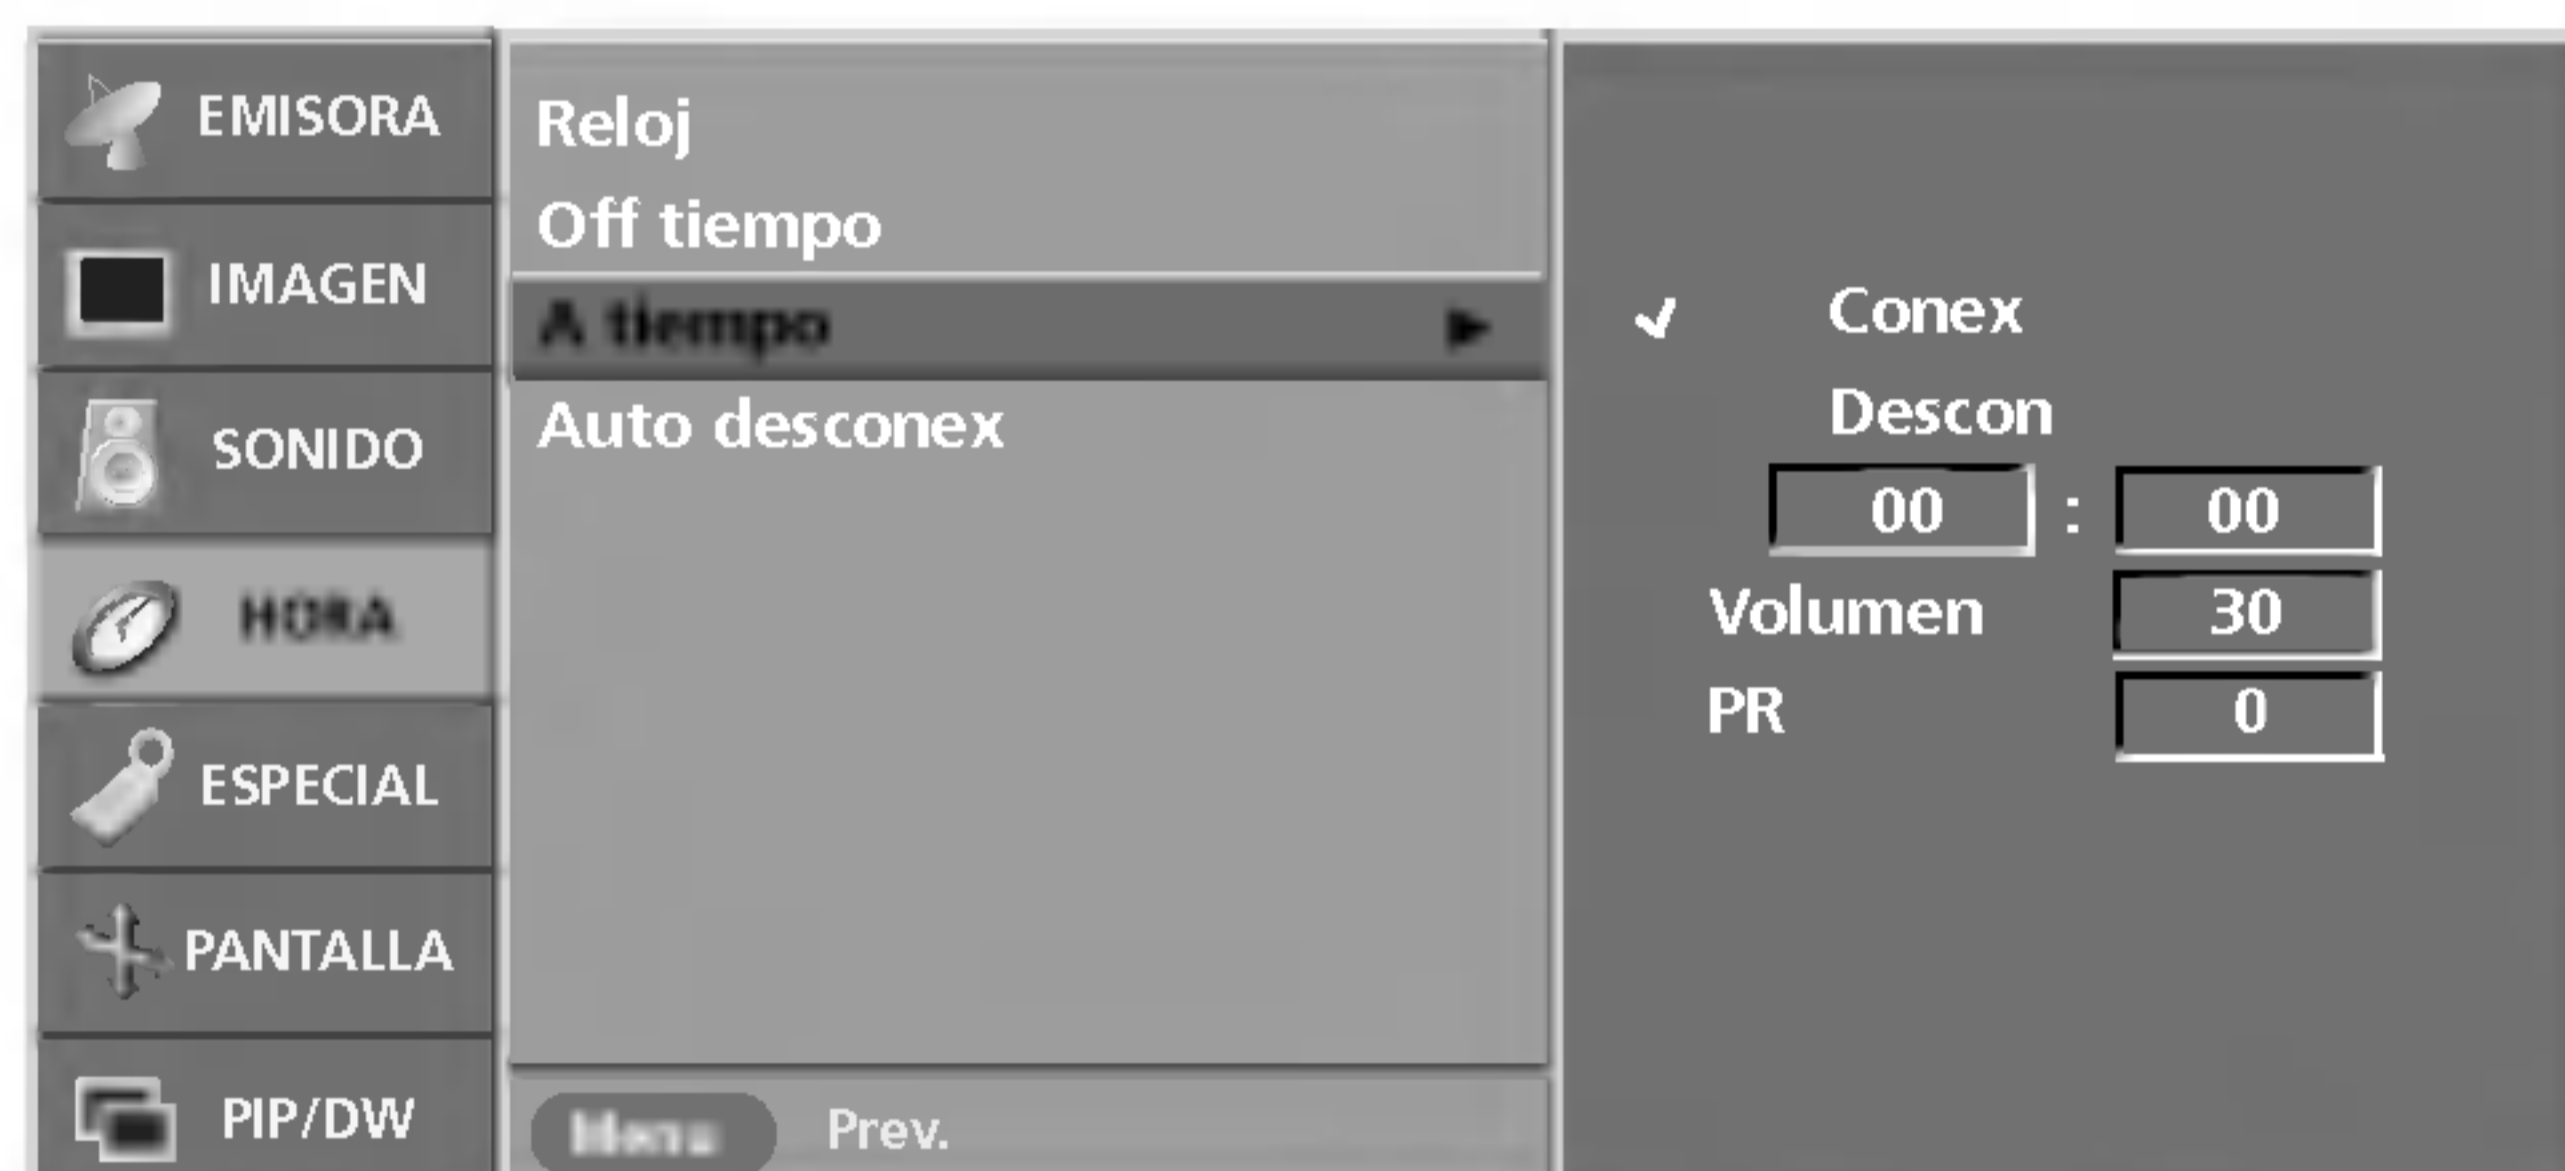 EMISORA
IMAGEN
SONIDO
HORA
ESPECIAL
PANTALLA
PIP/DW
Reloj
Off tiempo
A tiempo
Auto desconex
Menu Prev.
Conex
Descon
00 : 00
Volumen 30
PR 0